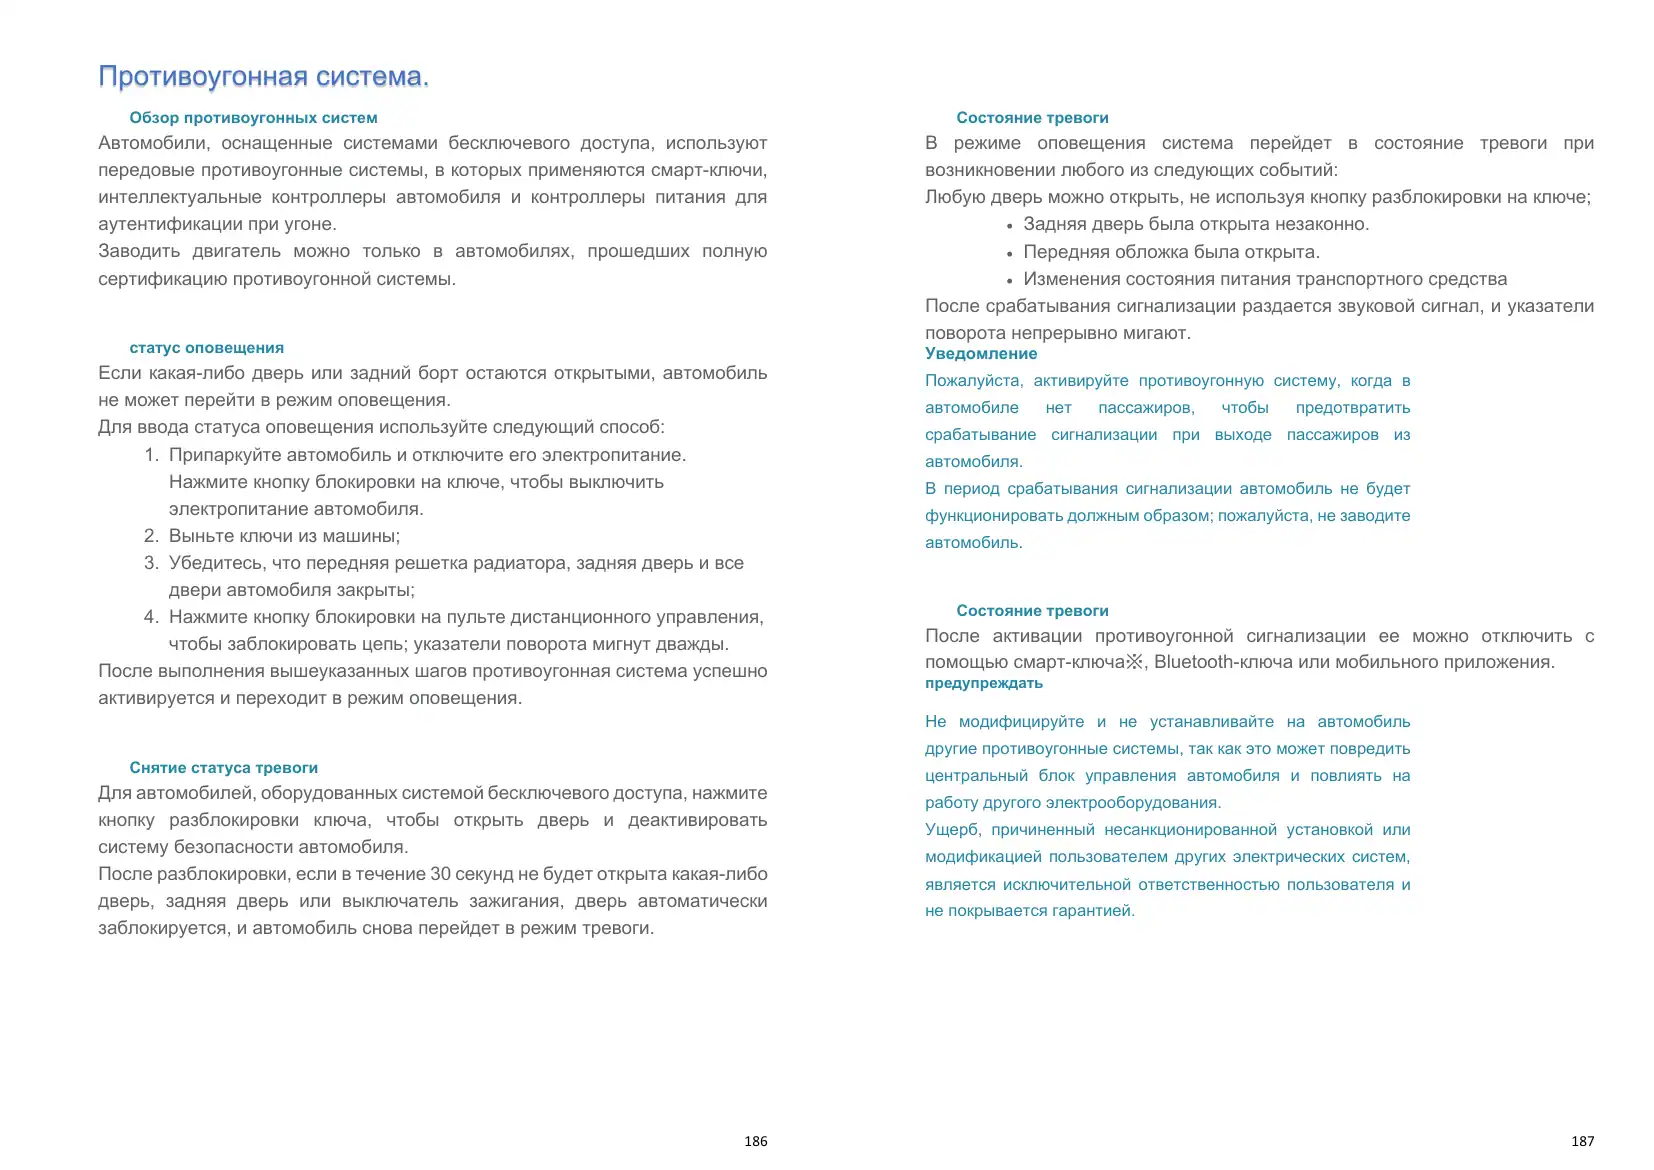 Противоугонная система.
Обзор противоугонных систем
Автомобили, оснащенные системами бесключевого доступа, используют
передовые противоугонные системы, в которых применяются смарт-ключи,
интеллектуальные контроллеры автомобиля и контроллеры питания для
аутентификации при угоне.
Заводить двигатель можно только в автомобилях, прошедших полную
сертификацию противоугонной системы.
статус оповещения
Если какая-либо дверь или задний борт остаются открытыми, автомобиль
не может перейти в режим оповещения.
Для ввода статуса оповещения используйте следующий способ:
1. Припаркуйте автомобиль и отключите его электропитание.
Нажмите кнопку блокировки на ключе, чтобы выключить
электропитание автомобиля.
2. Выньте ключи из машины;
3. Убедитесь, что передняя решетка радиатора, задняя дверь и все
двери автомобиля закрыты;
4. Нажмите кнопку блокировки на пульте дистанционного управления,
чтобы заблокировать цепь; указатели поворота мигнут дважды.
После выполнения вышеуказанных шагов противоугонная система успешно
активируется и переходит в режим оповещения.
Снятие статуса тревоги
Для автомобилей, оборудованных системой бесключевого доступа, нажмите
кнопку разблокировки ключа, чтобы открыть дверь и деактивировать
систему безопасности автомобиля.
После разблокировки, если в течение 30 секунд не будет открыта какая-либо
дверь, задняя дверь или выключатель зажигания, дверь автоматически
заблокируется, и автомобиль снова перейдет в режим тревоги.
186
Состояние тревоги
В режиме оповещения система перейдет в состояние тревоги при
возникновении любого из следующих событий:
Любую дверь можно открыть, не используя кнопку разблокировки на ключе;
• Задняя дверь была открыта незаконно.
• Передняя обложка была открыта.
• Изменения состояния питания транспортного средства
После срабатывания сигнализации раздается звуковой сигнал, и указатели
поворота непрерывно мигают.
Уведомление
Пожалуйста, активируйте противоугонную систему, когда в
автомобиле нет пассажиров, чтобы предотвратить
срабатывание сигнализации при выходе пассажиров из
автомобиля.
В период срабатывания сигнализации автомобиль не будет
функционировать должным образом; пожалуйста, не заводите
автомобиль.
Состояние тревоги
После активации противоугонной сигнализации ее можно отключить с
помощью смарт-ключа※, Bluetooth-ключа или мобильного приложения.
предупреждать
Не модифицируйте и не устанавливайте на автомобиль
другие противоугонные системы, так как это может повредить
центральный блок управления автомобиля и повлиять на
работу другого электрооборудования.
Ущерб, причиненный несанкционированной установкой или
модификацией пользователем других электрических систем,
является исключительной ответственностью пользователя и
не покрывается гарантией.
187